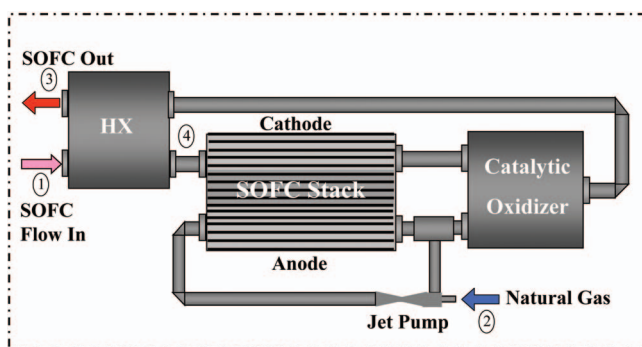 SOFC Out
③
HX
④
Cathode
SOFC Stack
Catalytic
Oxidizer
①
SOFC
Flow In
Anode
Natural Gas
②
Jet Pump